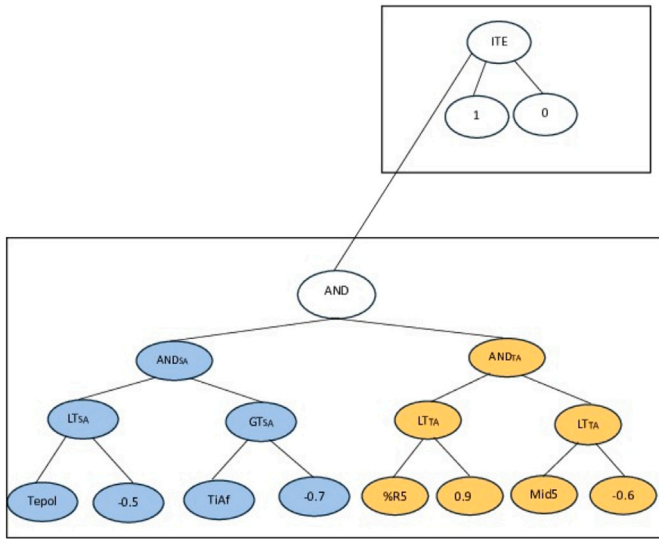 ITE
1 0
AND
ANDSA ANDTA
LTSA GTSA LTTA LTTA
Tepol -0.5 TiAf -0.7 %R5 0.9 Mid5 -0.6